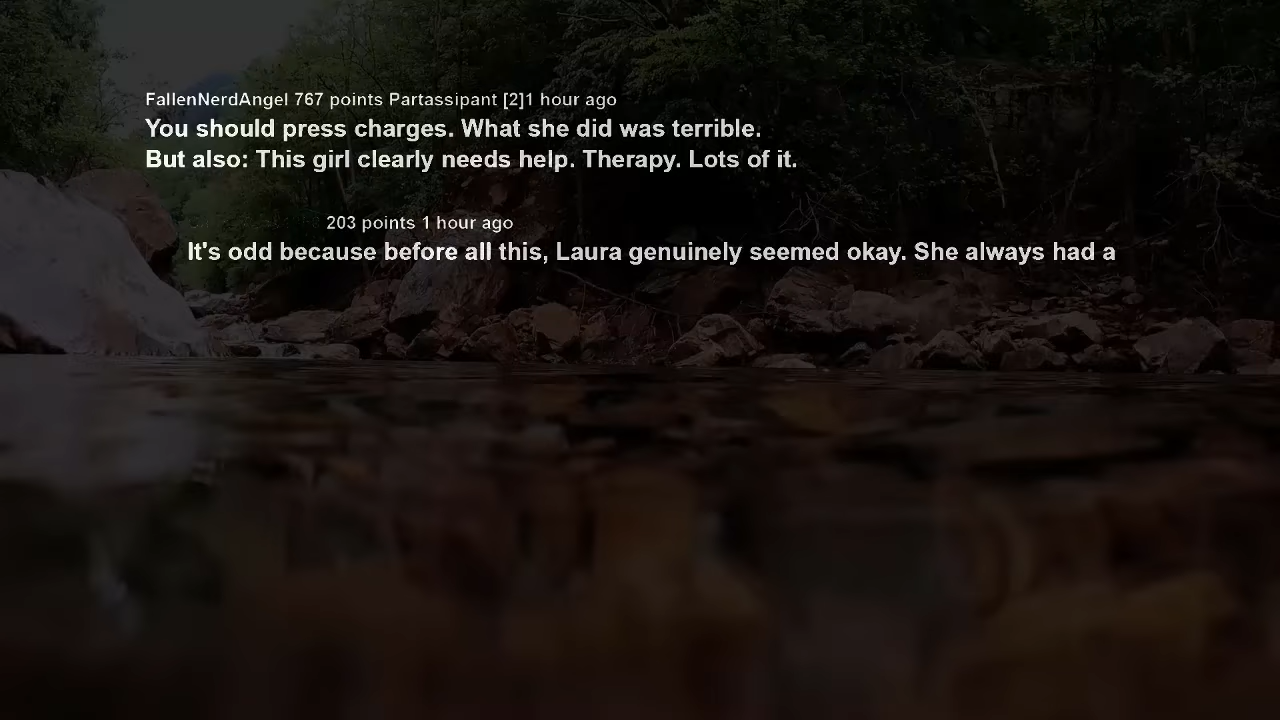 FallenNerdAngel 767 points Partassipant [2]1 hour ago
You should press charges. What she did was terrible.
But also: This girl clearly needs help. Therapy. Lots of it.
203 points 1 hour ago
It's odd because before all this, Laura genuinely seemed okay. She always had a